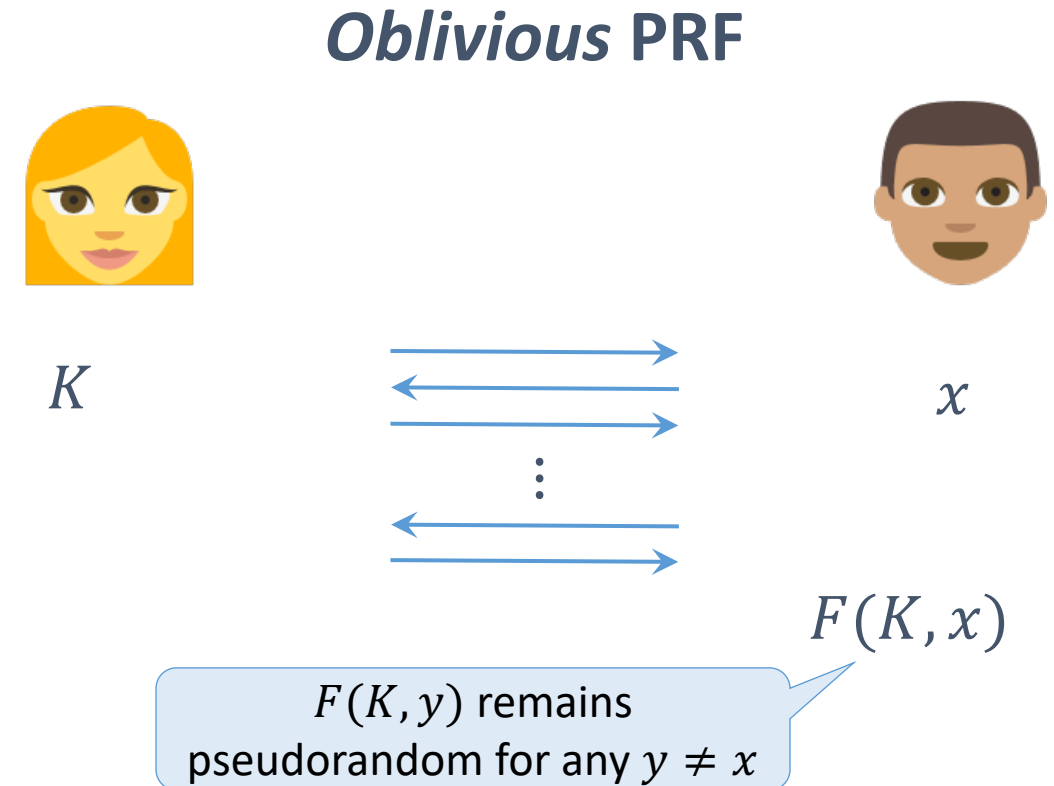 Oblivious PRF
K
x
⋮
F(K, x)
F(K, y) remains
pseudorandom for any y ≠ x